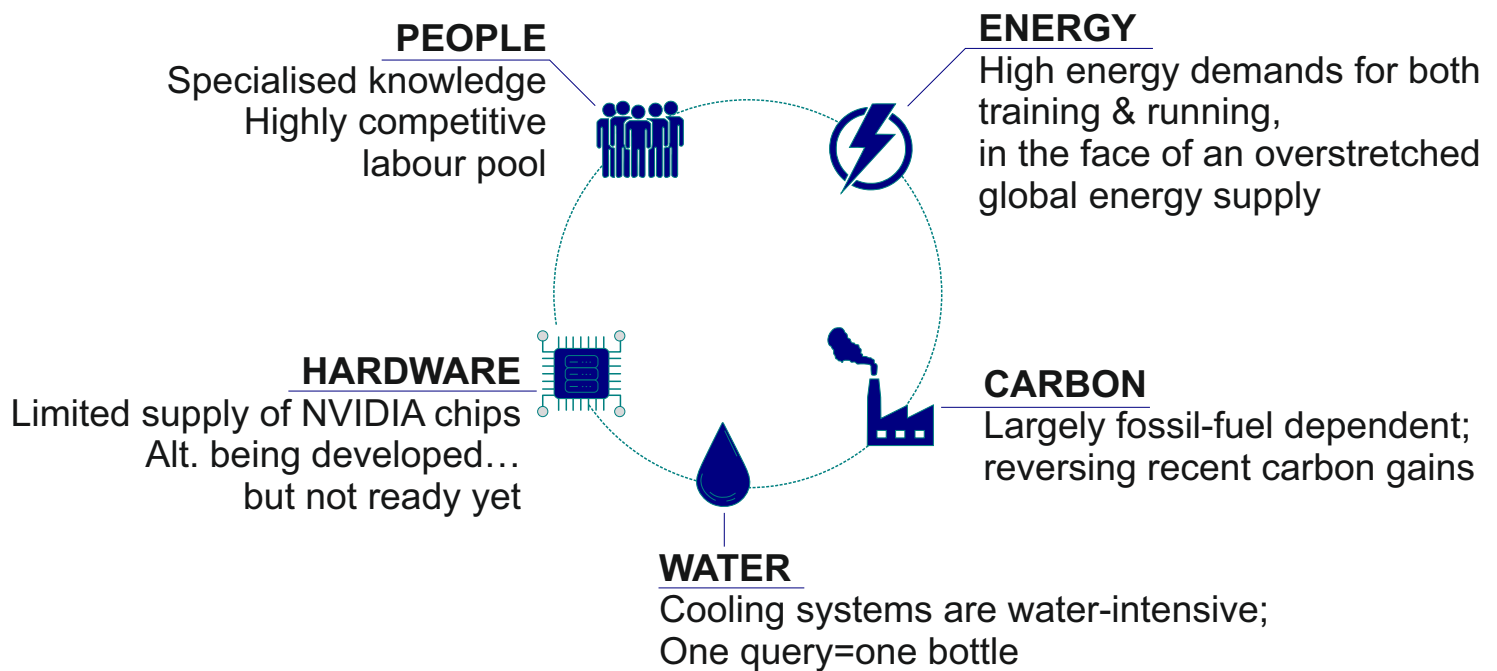 PEOPLE
Specialised knowledge
Highly competitive
labour pool
ENERGY
High energy demands for both
training & running,
in the face of an overstretched
global energy supply
HARDWARE
Limited supply of NVIDIA chips
Alt. being developed…
but not ready yet
CARBON
Largely fossil-fuel dependent;
reversing recent carbon gains
WATER
Cooling systems are water-intensive;
One query=one bottle